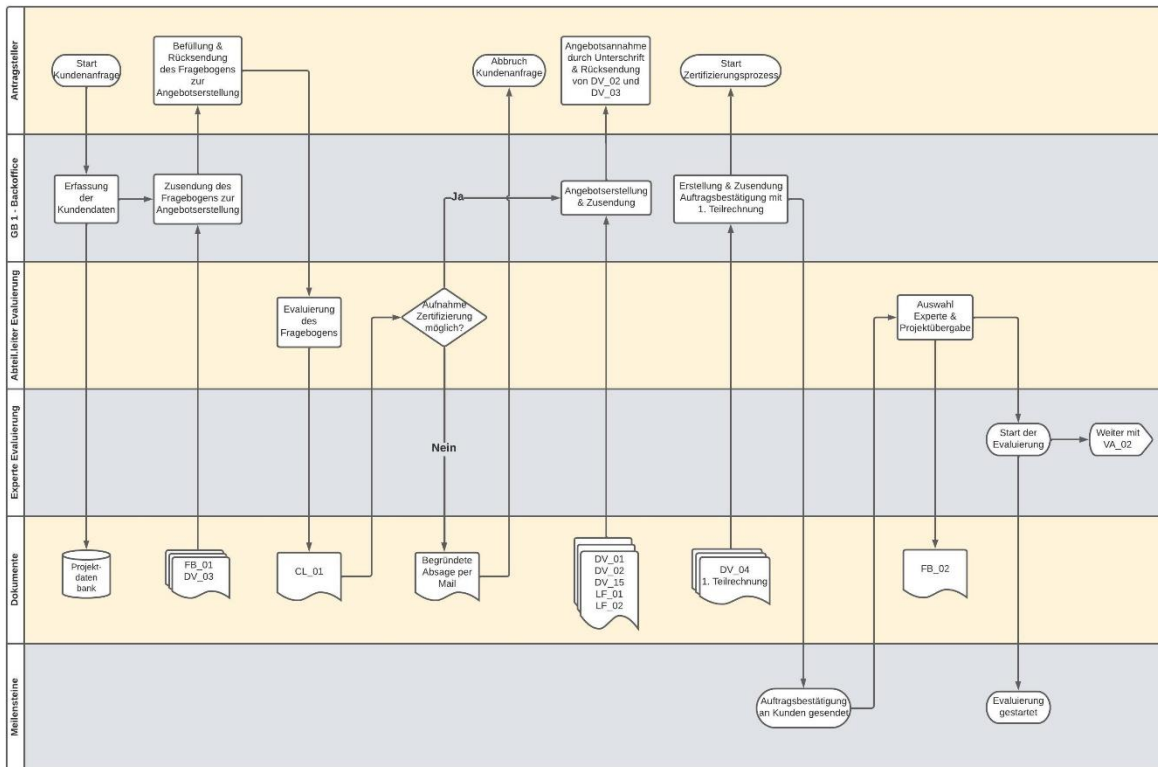 Antragsteller
Start
Kundenanfrage
Befüllung &
Rücksendung
des Fragebogens
zur
Angebotserstellung
Abbruch
Kundenanfrage
Angebotsannahme
durch Unterschrift
& Rücksendung
von DV_02 und
DV_03
Start
Zertifizierungsprozess
GB 1 - Backoffice
Erfassung
der
Kundendaten
Zusendung des
Fragebogens zur
Angebotserstellung
Ja
Angebotserstellung
& Zusendung
Erstellung & Zusendung
Auftragsbestätigung mit
1. Teilrechnung
Abteil.leiter Evaluierung
Evaluierung
des
Fragebogens
Aufnahme
Zertifizierung
möglich?
Auswahl
Experte &
Projektübergabe
Experte Evaluierung
Nein
Start der
Evaluierung
Weiter mit
VA_02
Dokumente
Projekt-
daten
bank
FB_01
DV_03
CL_01
Begründete
Absage per
Mail
DV_01
DV_02
DV_15
LF_01
LF_02
DV_04
1. Teilrechnung
FB_02
Meilensteine
Auftragsbestätigung
an Kunden gesendet
Evaluierung
gestartet